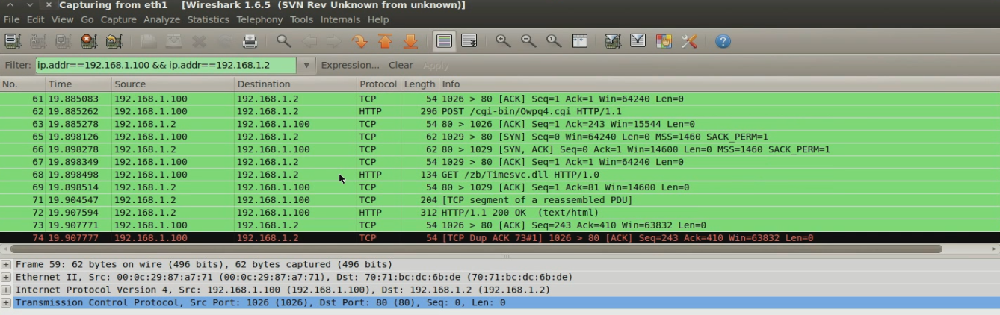 Capturing from eth1 [Wireshark 1.6.5 (SVN Rev Unknown from unknown)]
File Edit View Go Capture Analyze Statistics Telephony Tools Internals Help
Filter: ip.addr==192.168.1.100 && ip.addr==192.168.1.2 Expression... Clear Apply
No. Time Source Destination Protocol Length Info
61 19.885083 192.168.1.100 192.168.1.2 TCP 54 1026 > 80 [ACK] Seq=1 Ack=1 Win=64240 Len=0
62 19.885262 192.168.1.100 192.168.1.2 HTTP 296 POST /cgi-bin/Owpq4.cgi HTTP/1.1
63 19.885278 192.168.1.2 192.168.1.100 TCP 54 80 > 1026 [ACK] Seq=1 Ack=243 Win=15544 Len=0
65 19.898126 192.168.1.100 192.168.1.2 TCP 62 1029 > 80 [SYN] Seq=0 Win=64240 Len=0 MSS=1460 SACK_PERM=1
66 19.898278 192.168.1.2 192.168.1.100 TCP 62 80 > 1029 [SYN, ACK] Seq=0 Ack=1 Win=14600 Len=0 MSS=1460 SACK_PERM=1
67 19.898349 192.168.1.100 192.168.1.2 TCP 54 1029 > 80 [ACK] Seq=1 Ack=1 Win=64240 Len=0
68 19.898498 192.168.1.100 192.168.1.2 HTTP 134 GET /zb/Timesvc.dll HTTP/1.0
69 19.898514 192.168.1.2 192.168.1.100 TCP 54 80 > 1029 [ACK] Seq=1 Ack=81 Win=14600 Len=0
71 19.904547 192.168.1.2 192.168.1.100 TCP 204 [TCP segment of a reassembled PDU]
72 19.907594 192.168.1.2 192.168.1.100 HTTP 312 HTTP/1.1 200 OK (text/html)
73 19.907771 192.168.1.100 192.168.1.2 TCP 54 1026 > 80 [ACK] Seq=243 Ack=410 Win=63832 Len=0
74 19.907777 192.168.1.100 192.168.1.2 TCP 54 [TCP Dup ACK 73#1] 1026 > 80 [ACK] Seq=243 Ack=410 Win=63832 Len=0
Frame 59: 62 bytes on wire (496 bits), 62 bytes captured (496 bits)
Ethernet II, Src: 00:0c:29:87:a7:71 (00:0c:29:87:a7:71), Dst: 70:71:bc:dc:6b:de (70:71:bc:dc:6b:de)
Internet Protocol Version 4, Src: 192.168.1.100 (192.168.1.100), Dst: 192.168.1.2 (192.168.1.2)
Transmission Control Protocol, Src Port: 1026 (1026), Dst Port: 80 (80), Seq: 0, Len: 0